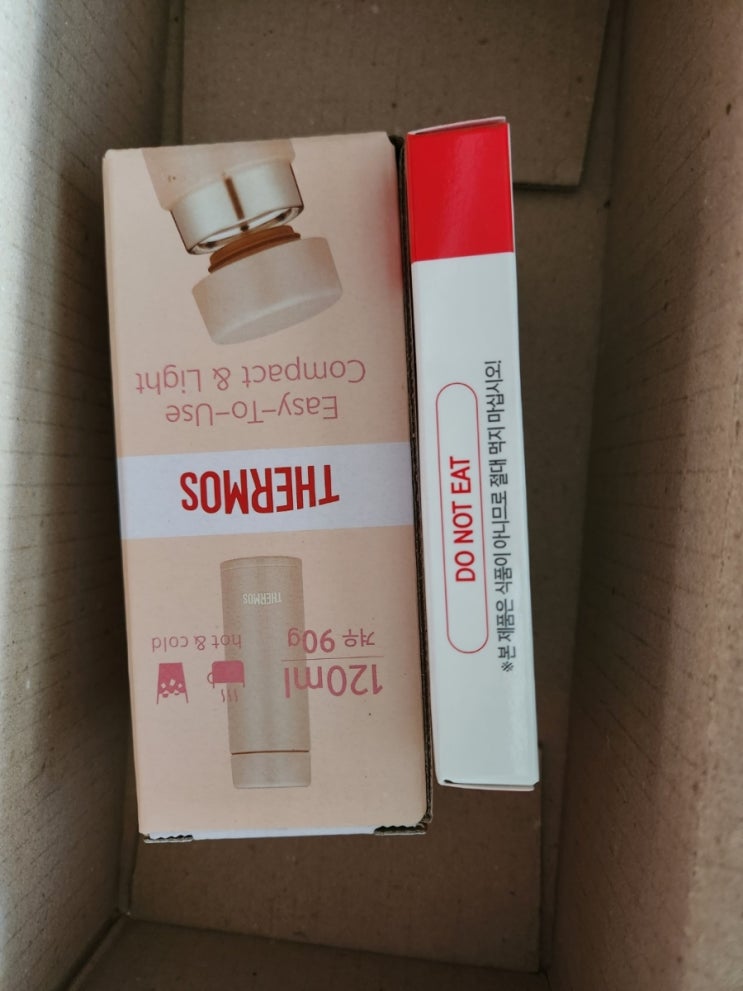 THERMOS
Easy-To-Use
Compact & Light
120ml
겨우 90g
hot & cold
THERMOS
DO NOT EAT
※본 제품은 식품이 아니므로 절대 먹지 마십시오!